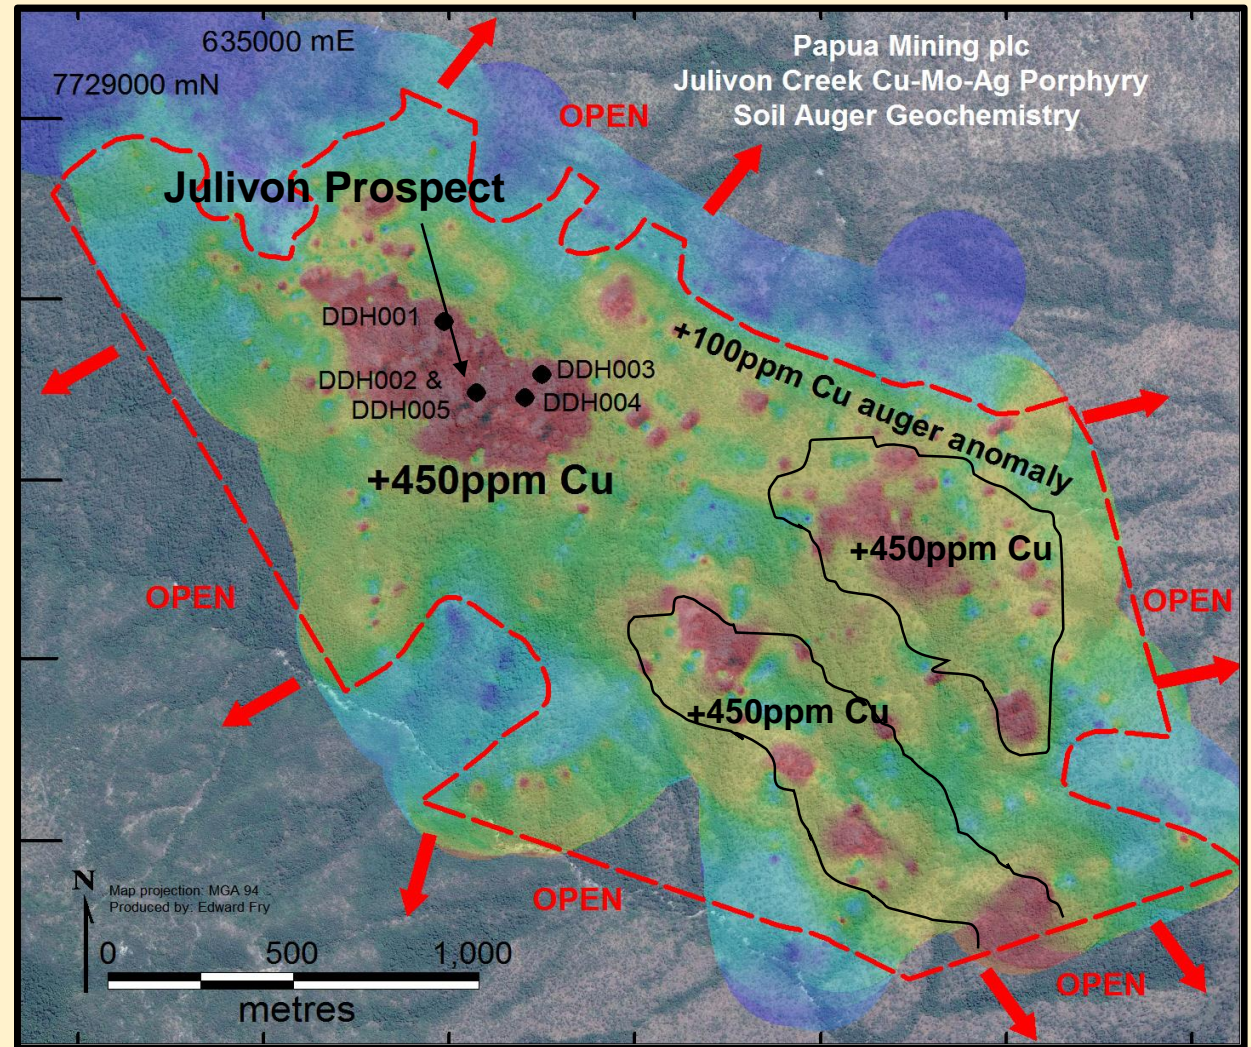 635000 mE
7729000 mN
Papua Mining plc
Julivon Creek Cu-Mo-Ag Porphyry
Soil Auger Geochemistry
OPEN
Julivon Prospect
DDH001
DDH002 &
DDH005
DDH003
DDH004
+100ppm Cu auger anomaly
+450ppm Cu
+450ppm Cu
OPEN
OPEN
+450ppm Cu
N
Map projection: MGA 94
Produced by: Edward Fry
OPEN
0 500 1,000
metres
OPEN